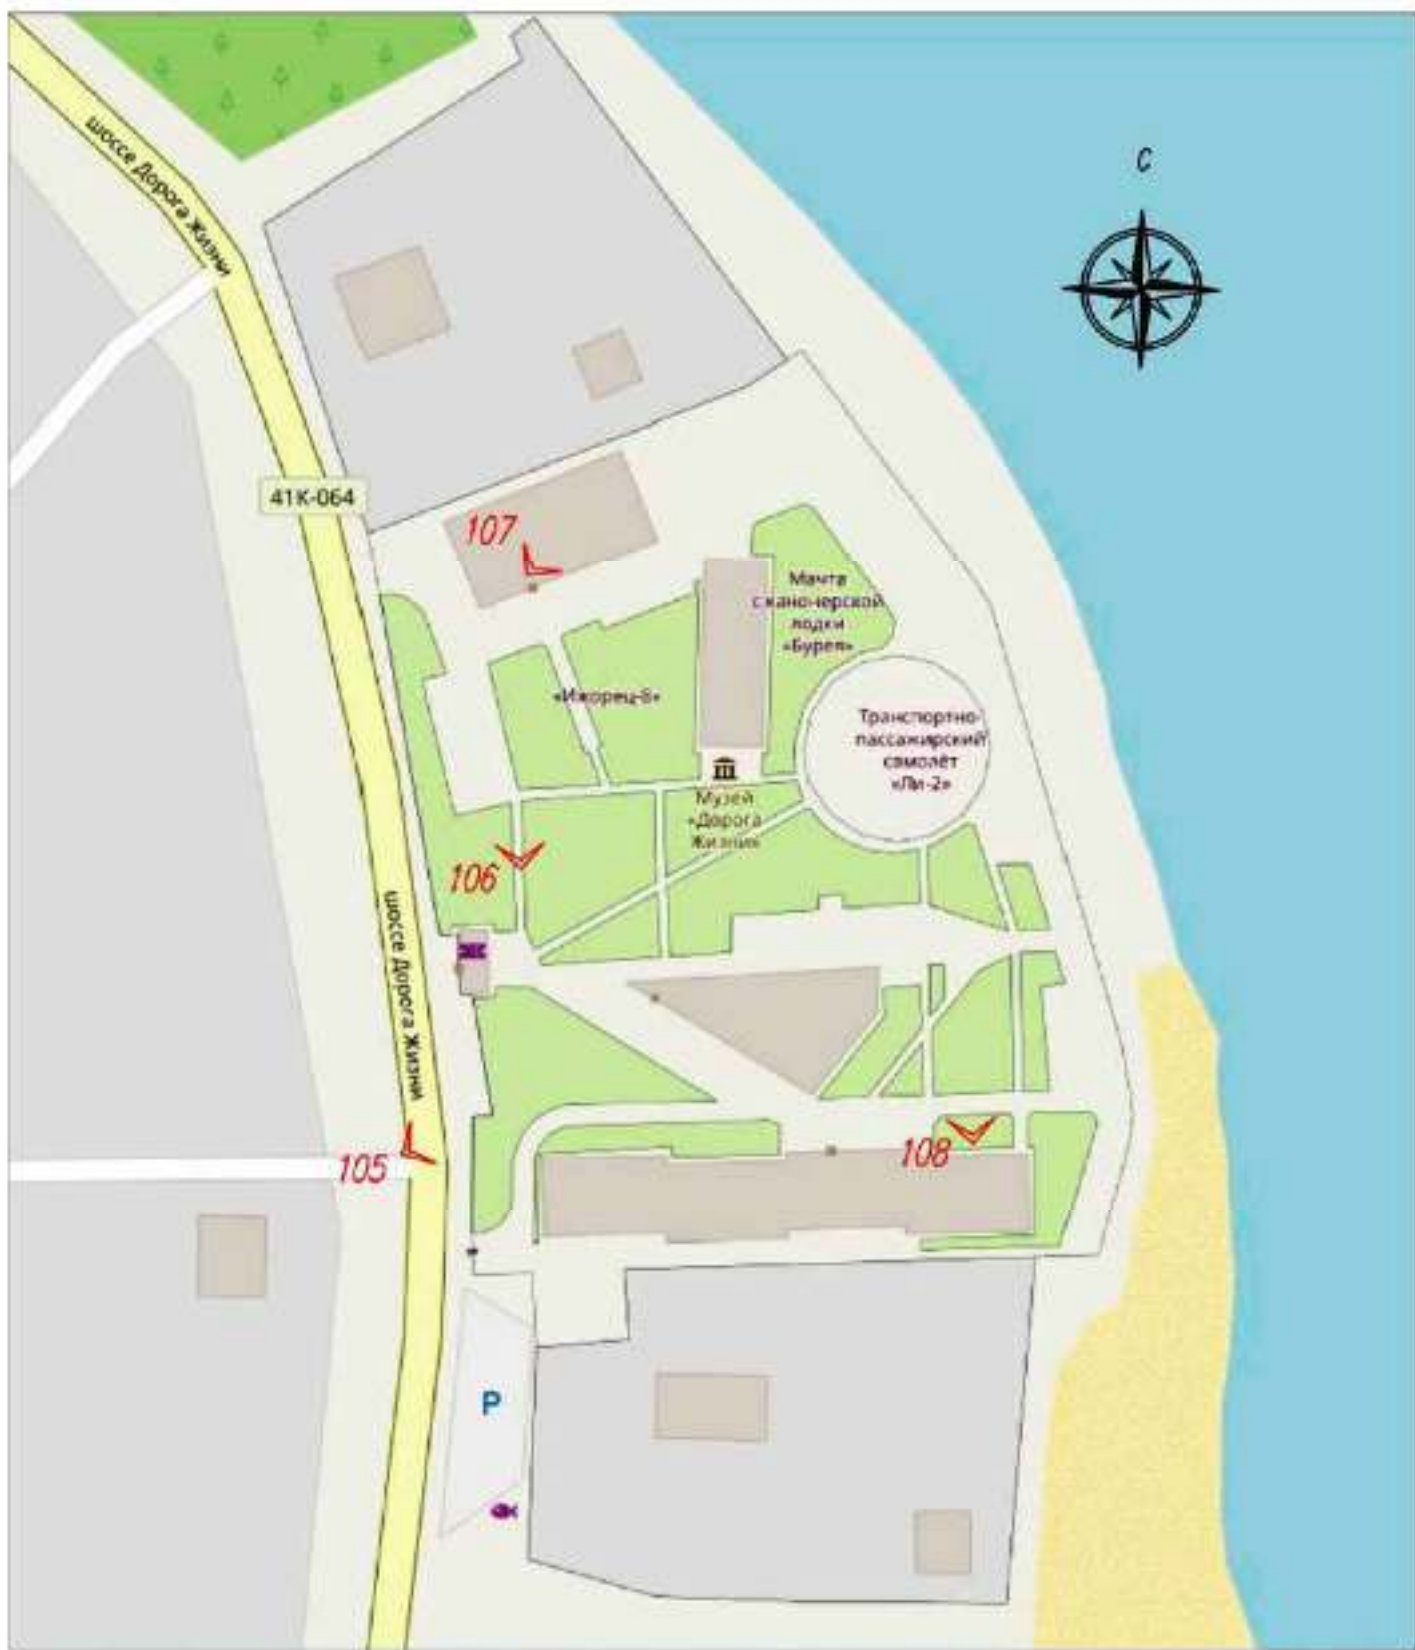 шоссе Дорога Жизни
С
41К-064
107
Мачта
с канонерской
лодки
«Бурея»
«Ижорец-8»
Транспортно-
пассажирский
самолёт
«Ли-2»
Музей
«Дорога
Жизни»
106
шоссе Дорога Жизни
105
108
P